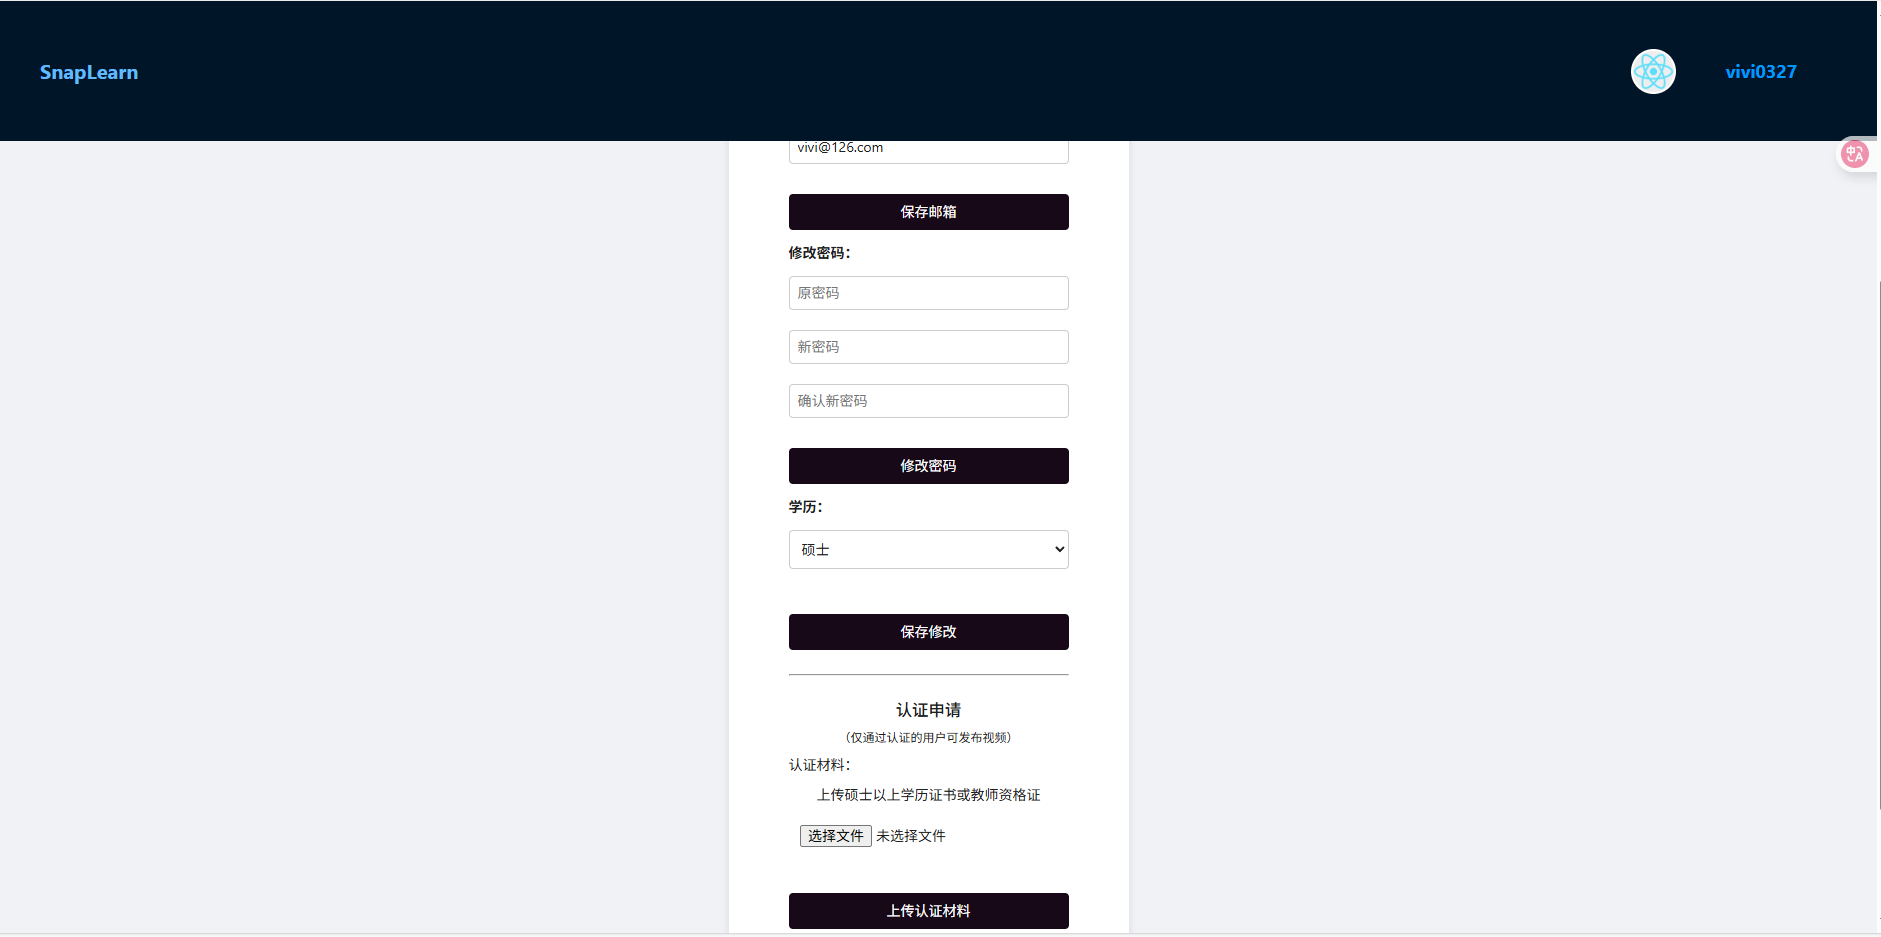 SnapLearn
vivi0327
vivi@126.com
中A
保存邮箱
修改密码：
原密码
新密码
确认新密码
修改密码
学历：
硕士
保存修改
认证申请
（仅通过认证的用户可发布视频）
认证材料：
上传硕士以上学历证书或教师资格证
选择文件 未选择文件
上传认证材料